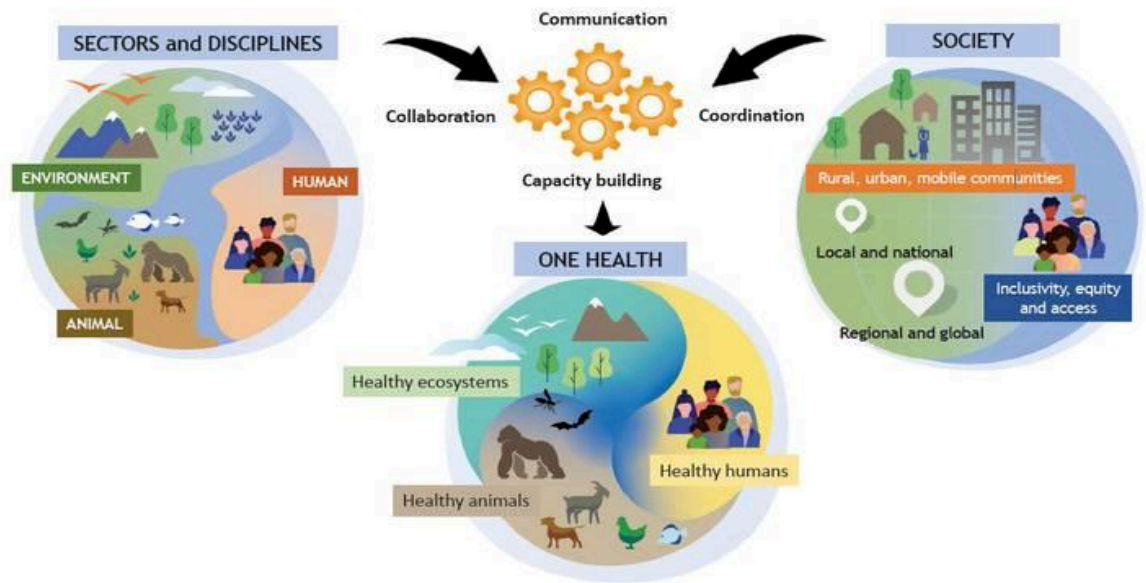 Communication
SECTORS and DISCIPLINES
SOCIETY
Collaboration
Coordination
ENVIRONMENT
HUMAN
Capacity building
Rural, urban, mobile communities
Local and national
ONE HEALTH
Inclusivity, equity
and access
ANIMAL
Regional and global
Healthy ecosystems
Healthy humans
Healthy animals